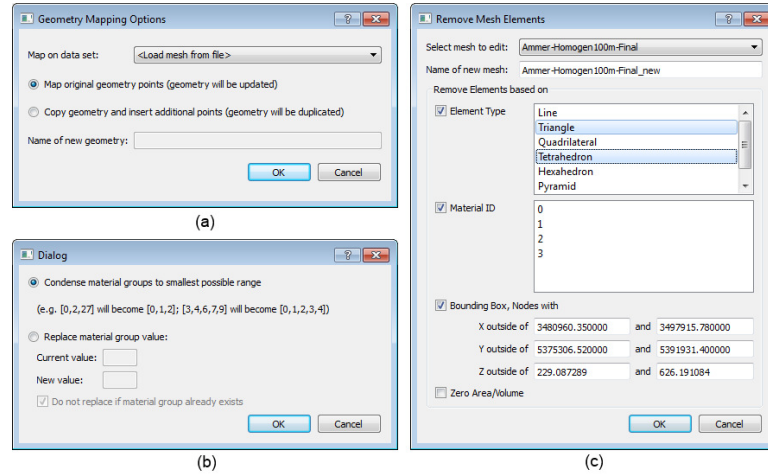 Geometry Mapping Options
Map on data set: <Load mesh from file>
Map original geometry points (geometry will be updated)
Copy geometry and insert additional points (geometry will be duplicated)
Name of new geometry:
OK Cancel
(a)
Dialog
Condense material groups to smallest possible range
(e.g. [0,2,27] will become [0,1,2]; [3,4,6,7,9] will become [0,1,2,3,4])
Replace material group value:
Current value:
New value:
Do not replace if material group already exists
OK Cancel
(b)
Remove Mesh Elements
Select mesh to edit: Ammer-Homogen100m-Final
Name of new mesh: Ammer-Homogen100m-Final_new
Remove Elements based on
Element Type
Line
Triangle
Quadrilateral
Tetrahedron
Hexahedron
Pyramid
Material ID
0
1
2
3
Bounding Box, Nodes with
X outside of 3480960.350000 and 3497915.780000
Y outside of 5375306.520000 and 5391931.400000
Z outside of 229.087289 and 626.191084
Zero Area/Volume
OK Cancel
(c)